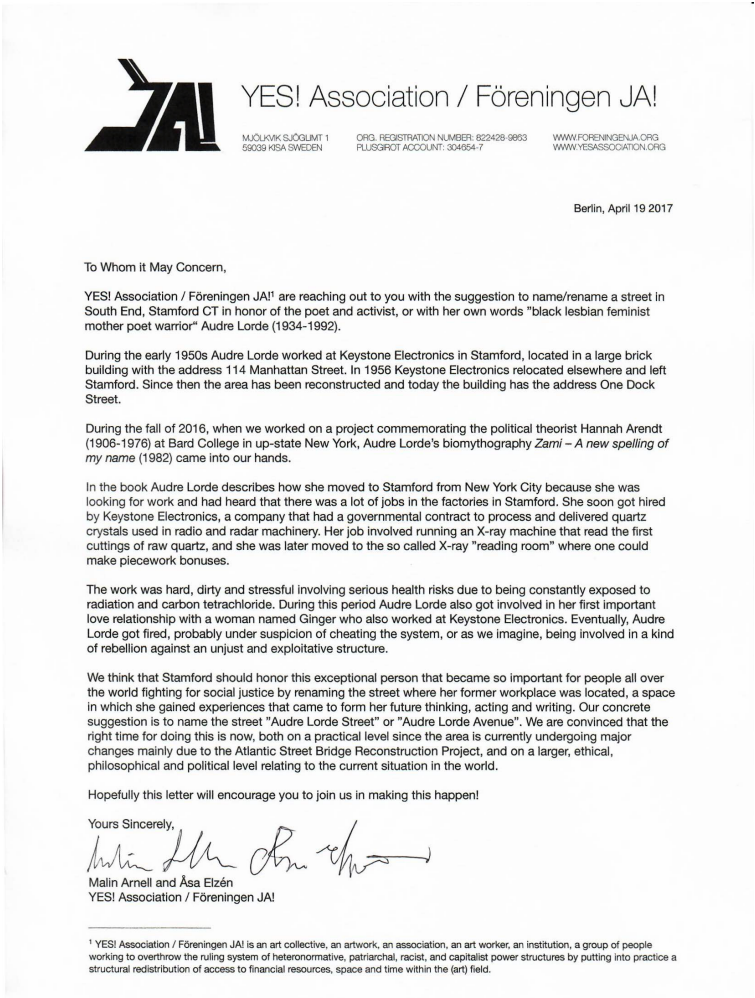 JA!
YES! Association / Föreningen JA!
MJÖLKVIK SJÖGLIMT 1
59039 KISA SWEDEN
ORG. REGISTRATION NUMBER: 822428-9863
PLUSGIROT ACCOUNT: 304654-7
WWW.FORENINGENJA.ORG
WWW.YESASSOCIATION.ORG
Berlin, April 19 2017
To Whom it May Concern,
YES! Association / Föreningen JA!¹ are reaching out to you with the suggestion to name/rename a street in
South End, Stamford CT in honor of the poet and activist, or with her own words "black lesbian feminist
mother poet warrior" Audre Lorde (1934-1992).
During the early 1950s Audre Lorde worked at Keystone Electronics in Stamford, located in a large brick
building with the address 114 Manhattan Street. In 1956 Keystone Electronics relocated elsewhere and left
Stamford. Since then the area has been reconstructed and today the building has the address One Dock
Street.
During the fall of 2016, when we worked on a project commemorating the political theorist Hannah Arendt
(1906-1976) at Bard College in up-state New York, Audre Lorde's biomythography Zami – A new spelling of
my name (1982) came into our hands.
In the book Audre Lorde describes how she moved to Stamford from New York City because she was
looking for work and had heard that there was a lot of jobs in the factories in Stamford. She soon got hired
by Keystone Electronics, a company that had a governmental contract to process and delivered quartz
crystals used in radio and radar machinery. Her job involved running an X-ray machine that read the first
cuttings of raw quartz, and she was later moved to the so called X-ray "reading room" where one could
make piecework bonuses.
The work was hard, dirty and stressful involving serious health risks due to being constantly exposed to
radiation and carbon tetrachloride. During this period Audre Lorde also got involved in her first important
love relationship with a woman named Ginger who also worked at Keystone Electronics. Eventually, Audre
Lorde got fired, probably under suspicion of cheating the system, or as we imagine, being involved in a kind
of rebellion against an unjust and exploitative structure.
We think that Stamford should honor this exceptional person that became so important for people all over
the world fighting for social justice by renaming the street where her former workplace was located, a space
in which she gained experiences that came to form her future thinking, acting and writing. Our concrete
suggestion is to name the street "Audre Lorde Street" or "Audre Lorde Avenue". We are convinced that the
right time for doing this is now, both on a practical level since the area is currently undergoing major
changes mainly due to the Atlantic Street Bridge Reconstruction Project, and on a larger, ethical,
philosophical and political level relating to the current situation in the world.
Hopefully this letter will encourage you to join us in making this happen!
Yours Sincerely,
Malin Arnell and Åsa Elzén
YES! Association / Föreningen JA!
¹ YES! Association / Föreningen JA! is an art collective, an artwork, an association, an art worker, an institution, a group of people
working to overthrow the ruling system of heteronormative, patriarchal, racist, and capitalist power structures by putting into practice a
structural redistribution of access to financial resources, space and time within the (art) field.